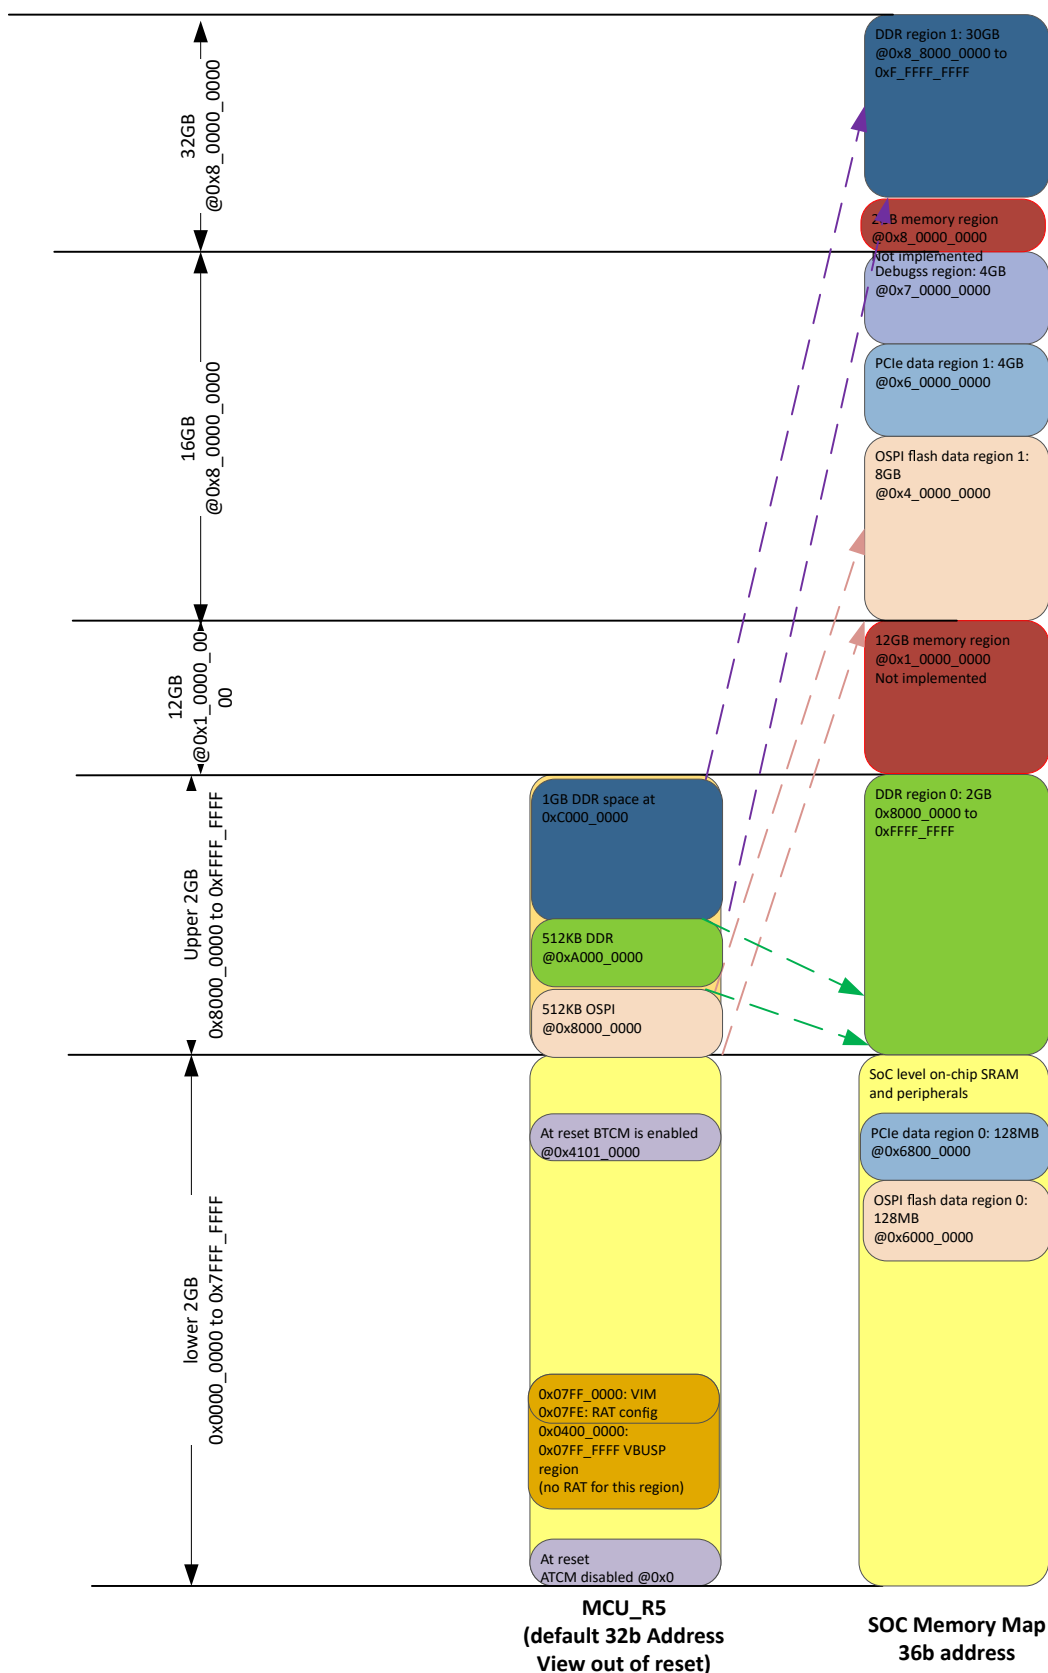 32GB
@0x8_0000_0000
16GB
@0x8_0000_0000
12GB
@0x1_0000_00
00
Upper 2GB
0x8000_0000 to 0xFFFF_FFFF
lower 2GB
0x0000_0000 to 0x7FFF_FFFF
1GB DDR space at
0xC000_0000
512KB DDR
@0xA000_0000
512KB OSPI
@0x8000_0000
At reset BTCM is enabled
@0x4101_0000
0x07FF_0000: VIM
0x07FE: RAT config
0x0400_0000:
0x07FF_FFFF VBUSP
region
(no RAT for this region)
At reset
ATCM disabled @0x0
MCU_R5
(default 32b Address
View out of reset)
DDR region 1: 30GB
@0x8_8000_0000 to
0xF_FFFF_FFFF
2GB memory region
@0x8_0000_0000
Not implemented
Debugss region: 4GB
@0x7_0000_0000
PCIe data region 1: 4GB
@0x6_0000_0000
OSPI flash data region 1:
8GB
@0x4_0000_0000
12GB memory region
@0x1_0000_0000
Not implemented
DDR region 0: 2GB
0x8000_0000 to
0xFFFF_FFFF
SoC level on-chip SRAM
and peripherals
PCIe data region 0: 128MB
@0x6800_0000
OSPI flash data region 0:
128MB
@0x6000_0000
SOC Memory Map
36b address